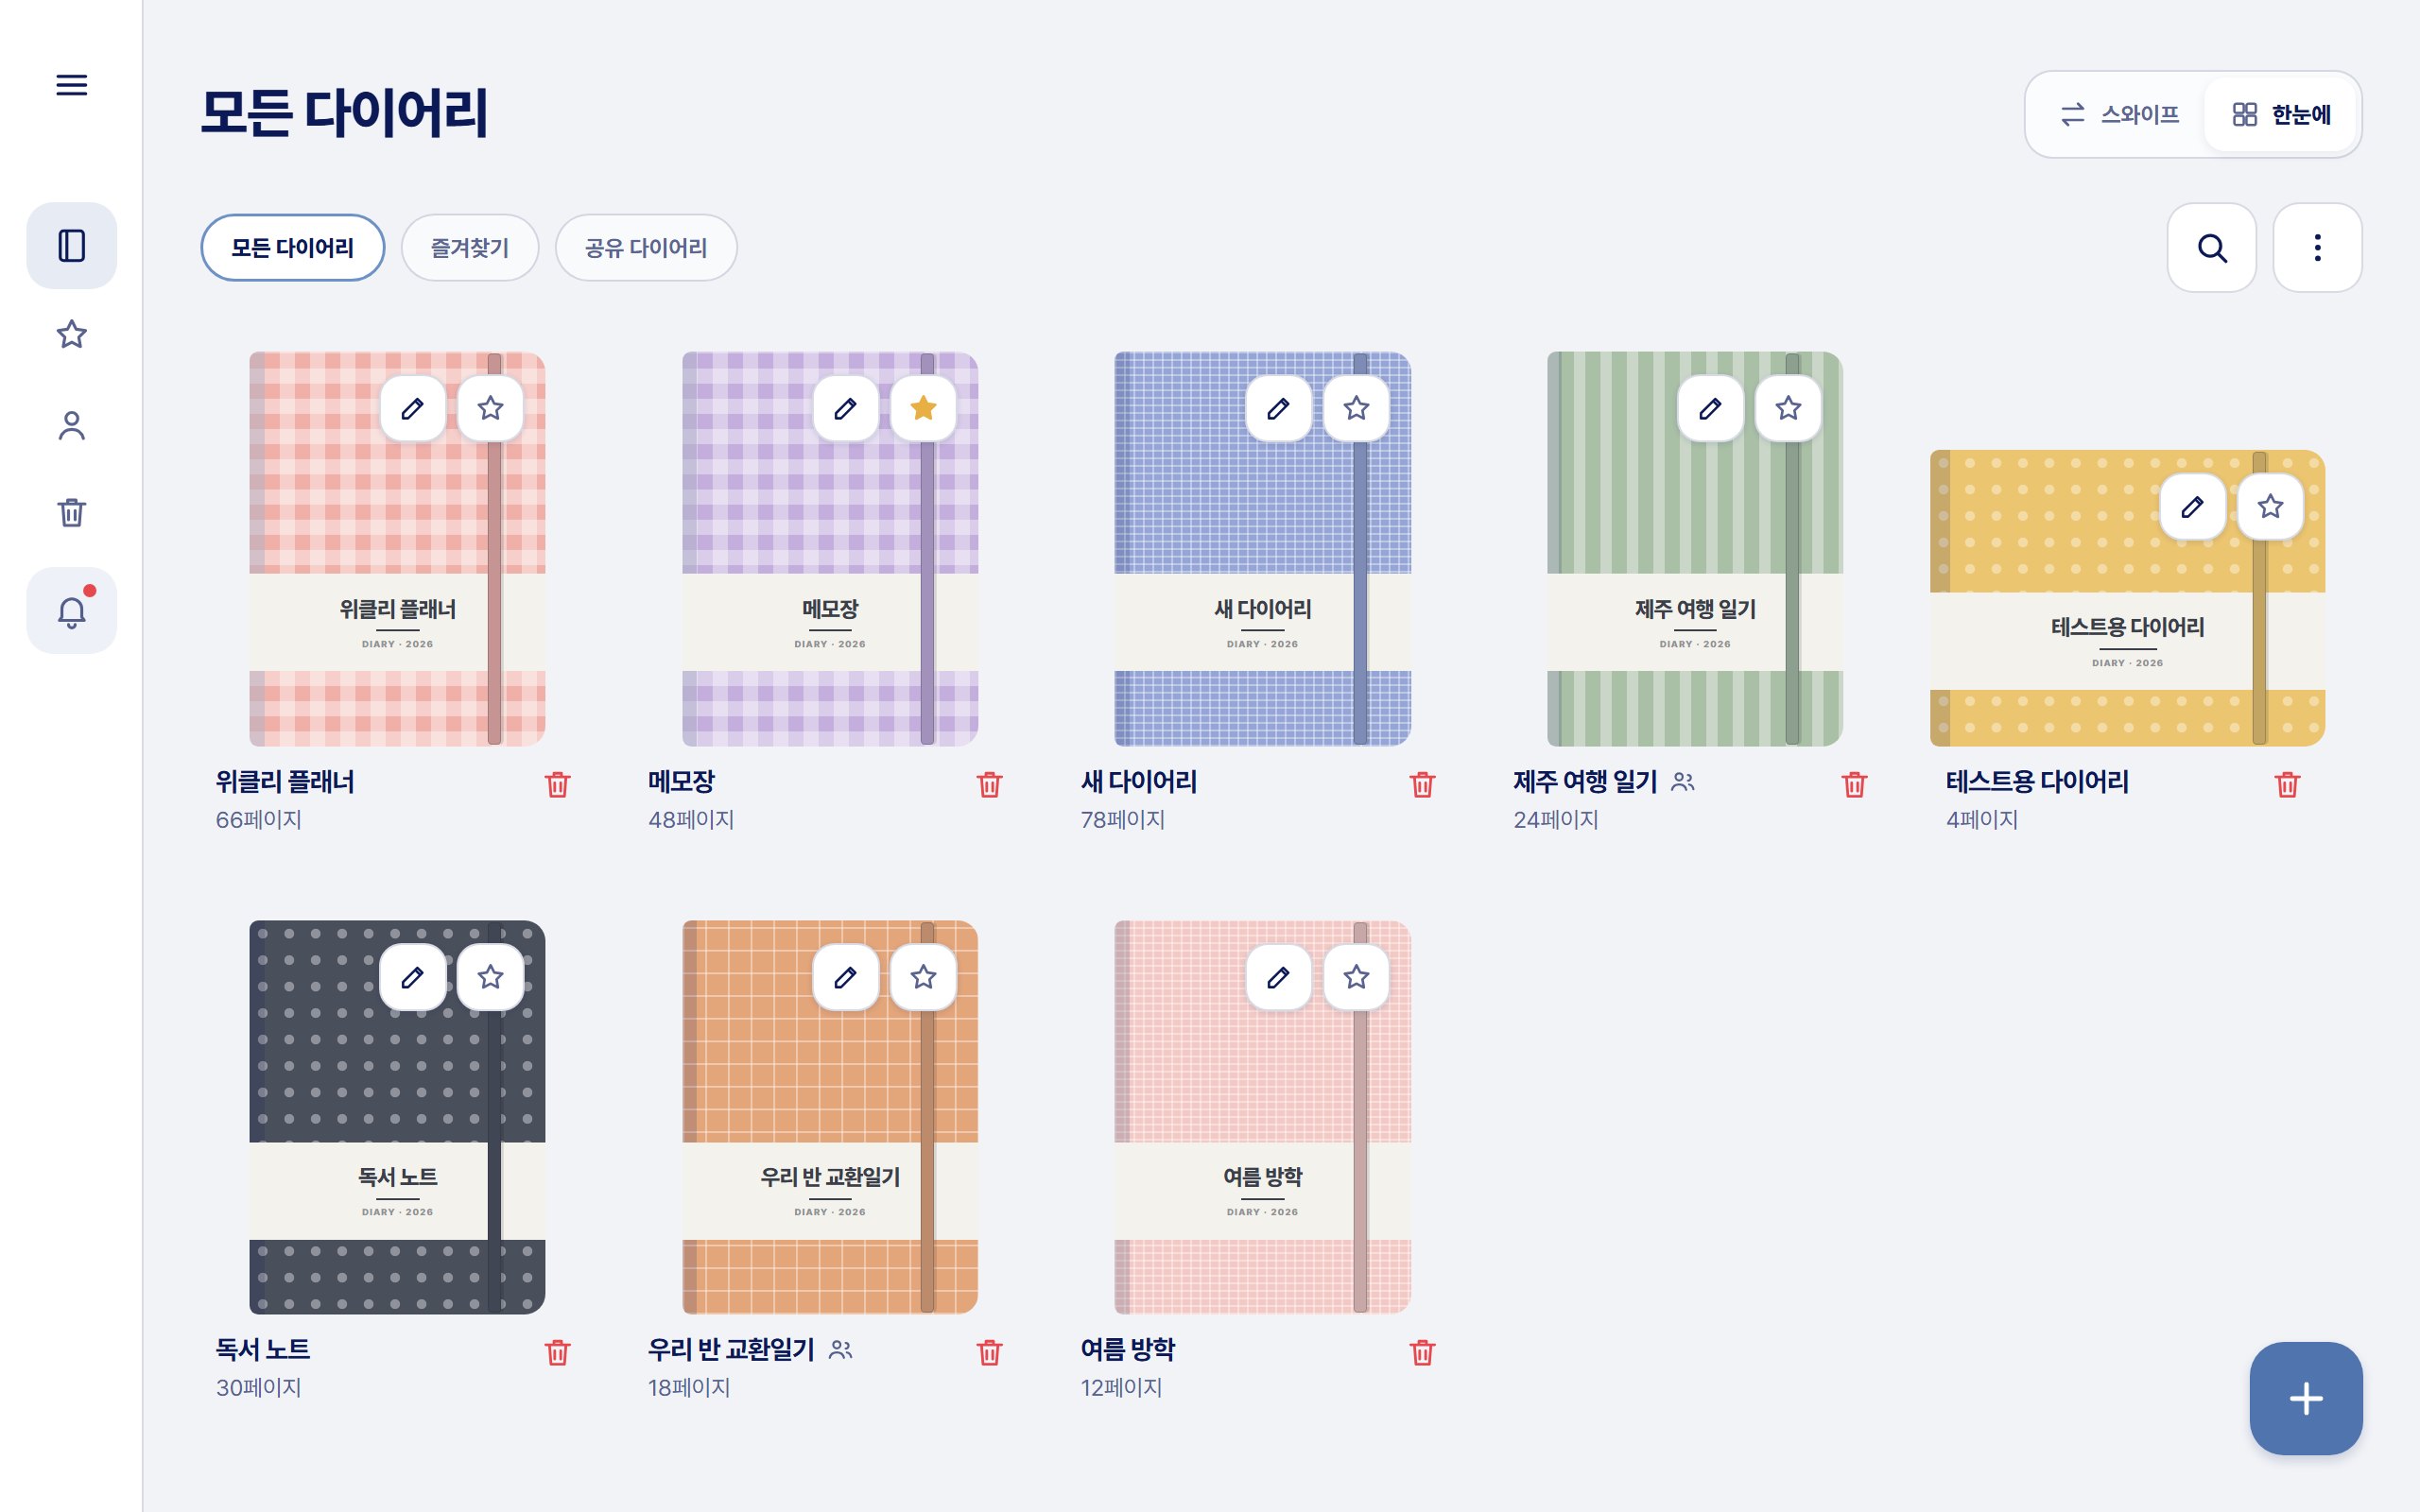 모든 다이어리
스와이프
한눈에
모든 다이어리
즐겨찾기
공유 다이어리
위클리 플래너
DIARY · 2026
메모장
DIARY · 2026
새 다이어리
DIARY · 2026
제주 여행 일기
DIARY · 2026
테스트용 다이어리
DIARY · 2026
위클리 플래너
66페이지
메모장
48페이지
새 다이어리
78페이지
제주 여행 일기
24페이지
테스트용 다이어리
4페이지
독서 노트
DIARY · 2026
우리 반 교환일기
DIARY · 2026
여름 방학
DIARY · 2026
독서 노트
30페이지
우리 반 교환일기
18페이지
여름 방학
12페이지